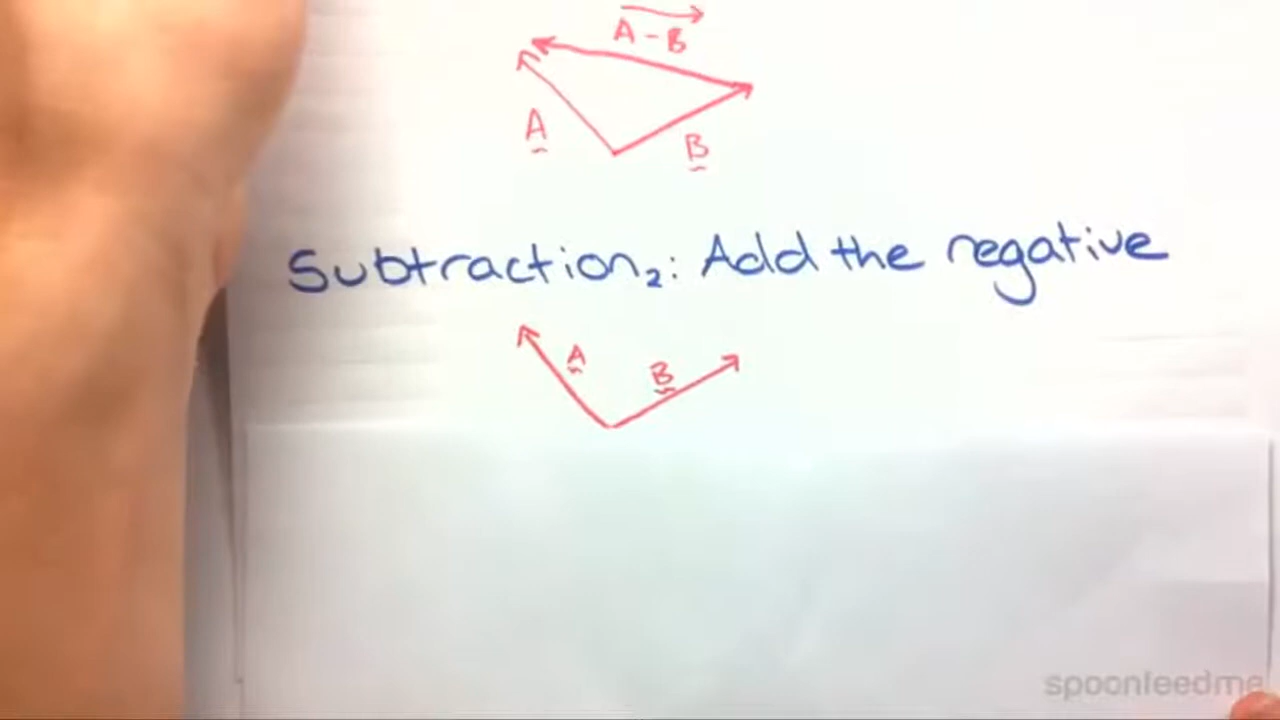 A - B
A
B
Subtraction₂: Add the negative
A
B
spoonfeedme